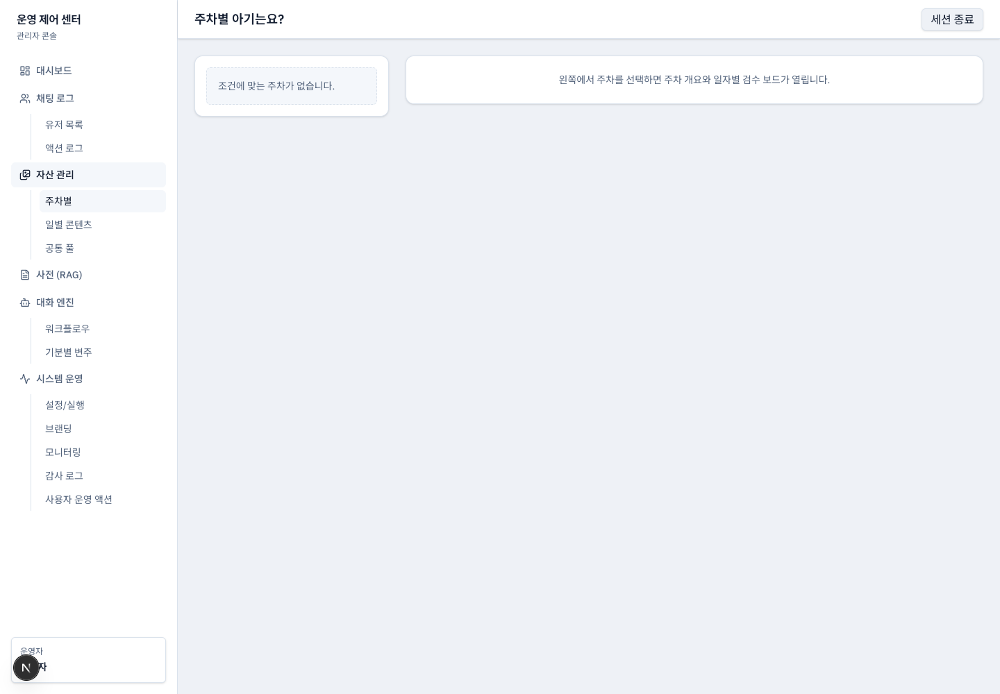 운영 제어 센터
관리자 콘솔
대시보드
채팅 로그
유저 목록
액션 로그
자산 관리
주차별
일별 콘텐츠
공통 풀
사전 (RAG)
대화 엔진
워크플로우
기분별 변주
시스템 운영
설정/실행
브랜딩
모니터링
감사 로그
사용자 운영 액션
운영자
자
N
주차별 아기는요?
세션 종료
조건에 맞는 주차가 없습니다.
왼쪽에서 주차를 선택하면 주차 개요와 일자별 검수 보드가 열립니다.